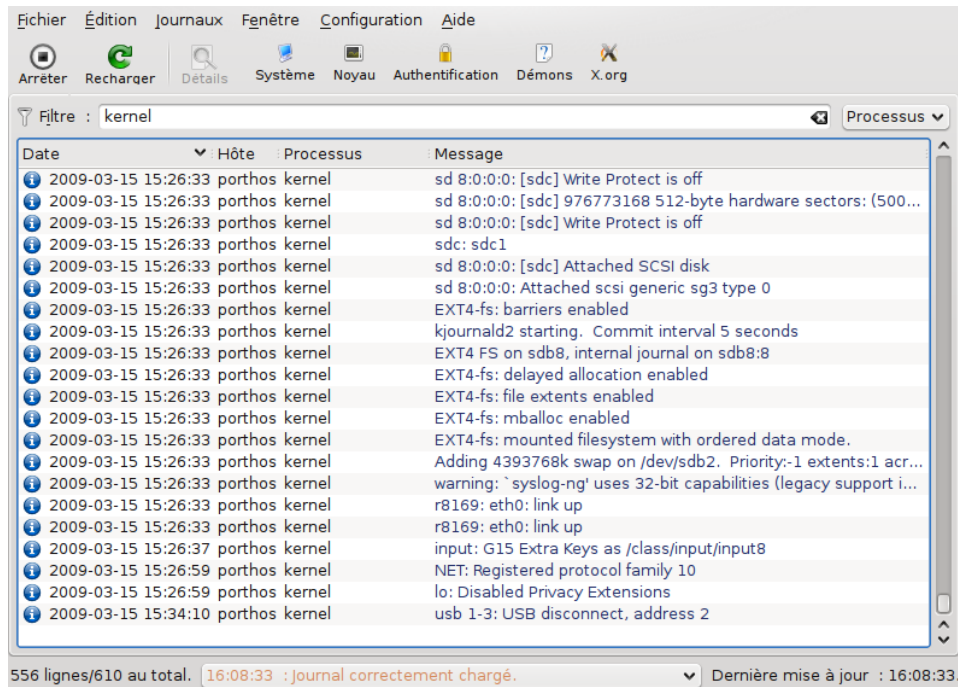 Fichier Édition Journaux Fenêtre Configuration Aide
Arrêter Recharger Détails Système Noyau Authentification Démons X.org
Filtre : kernel Processus
Date Hôte Processus Message
2009-03-15 15:26:33 porthos kernel sd 8:0:0:0: [sdc] Write Protect is off
2009-03-15 15:26:33 porthos kernel sd 8:0:0:0: [sdc] 976773168 512-byte hardware sectors: (500...
2009-03-15 15:26:33 porthos kernel sd 8:0:0:0: [sdc] Write Protect is off
2009-03-15 15:26:33 porthos kernel sdc: sdc1
2009-03-15 15:26:33 porthos kernel sd 8:0:0:0: [sdc] Attached SCSI disk
2009-03-15 15:26:33 porthos kernel sd 8:0:0:0: Attached scsi generic sg3 type 0
2009-03-15 15:26:33 porthos kernel EXT4-fs: barriers enabled
2009-03-15 15:26:33 porthos kernel kjournald2 starting. Commit interval 5 seconds
2009-03-15 15:26:33 porthos kernel EXT4 FS on sdb8, internal journal on sdb8:8
2009-03-15 15:26:33 porthos kernel EXT4-fs: delayed allocation enabled
2009-03-15 15:26:33 porthos kernel EXT4-fs: file extents enabled
2009-03-15 15:26:33 porthos kernel EXT4-fs: mballoc enabled
2009-03-15 15:26:33 porthos kernel EXT4-fs: mounted filesystem with ordered data mode.
2009-03-15 15:26:33 porthos kernel Adding 4393768k swap on /dev/sdb2. Priority:-1 extents:1 acr...
2009-03-15 15:26:33 porthos kernel warning: `syslog-ng' uses 32-bit capabilities (legacy support i...
2009-03-15 15:26:33 porthos kernel r8169: eth0: link up
2009-03-15 15:26:33 porthos kernel r8169: eth0: link up
2009-03-15 15:26:37 porthos kernel input: G15 Extra Keys as /class/input/input8
2009-03-15 15:26:59 porthos kernel NET: Registered protocol family 10
2009-03-15 15:26:59 porthos kernel lo: Disabled Privacy Extensions
2009-03-15 15:34:10 porthos kernel usb 1-3: USB disconnect, address 2
556 lignes/610 au total. 16:08:33 : Journal correctement chargé. Dernière mise à jour : 16:08:33.